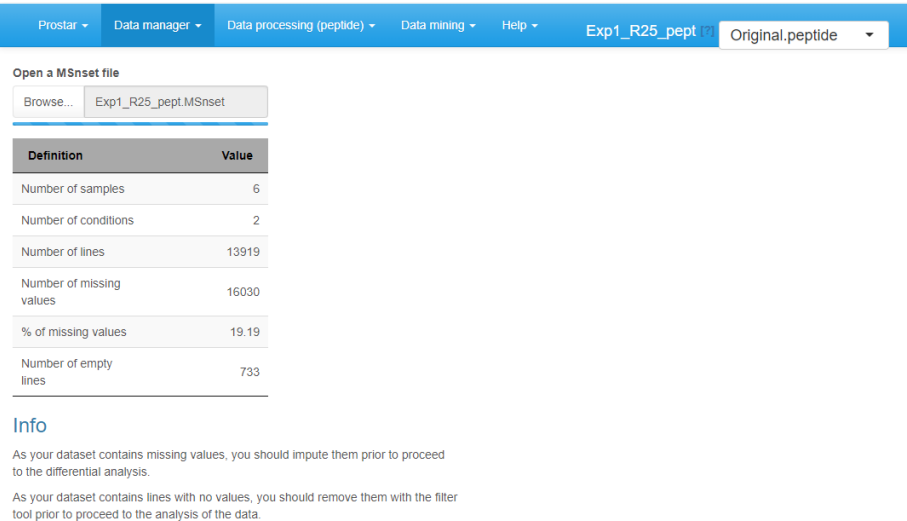 Prostar Data manager Data processing (peptide) Data mining Help Exp1_R25_pept [?] Original.peptide
Open a MSnset file
Browse... Exp1_R25_pept.MSnset
Definition Value
Number of samples 6
Number of conditions 2
Number of lines 13919
Number of missing
values 16030
% of missing values 19.19
Number of empty
lines 733
Info
As your dataset contains missing values, you should impute them prior to proceed
to the differential analysis.
As your dataset contains lines with no values, you should remove them with the filter
tool prior to proceed to the analysis of the data.